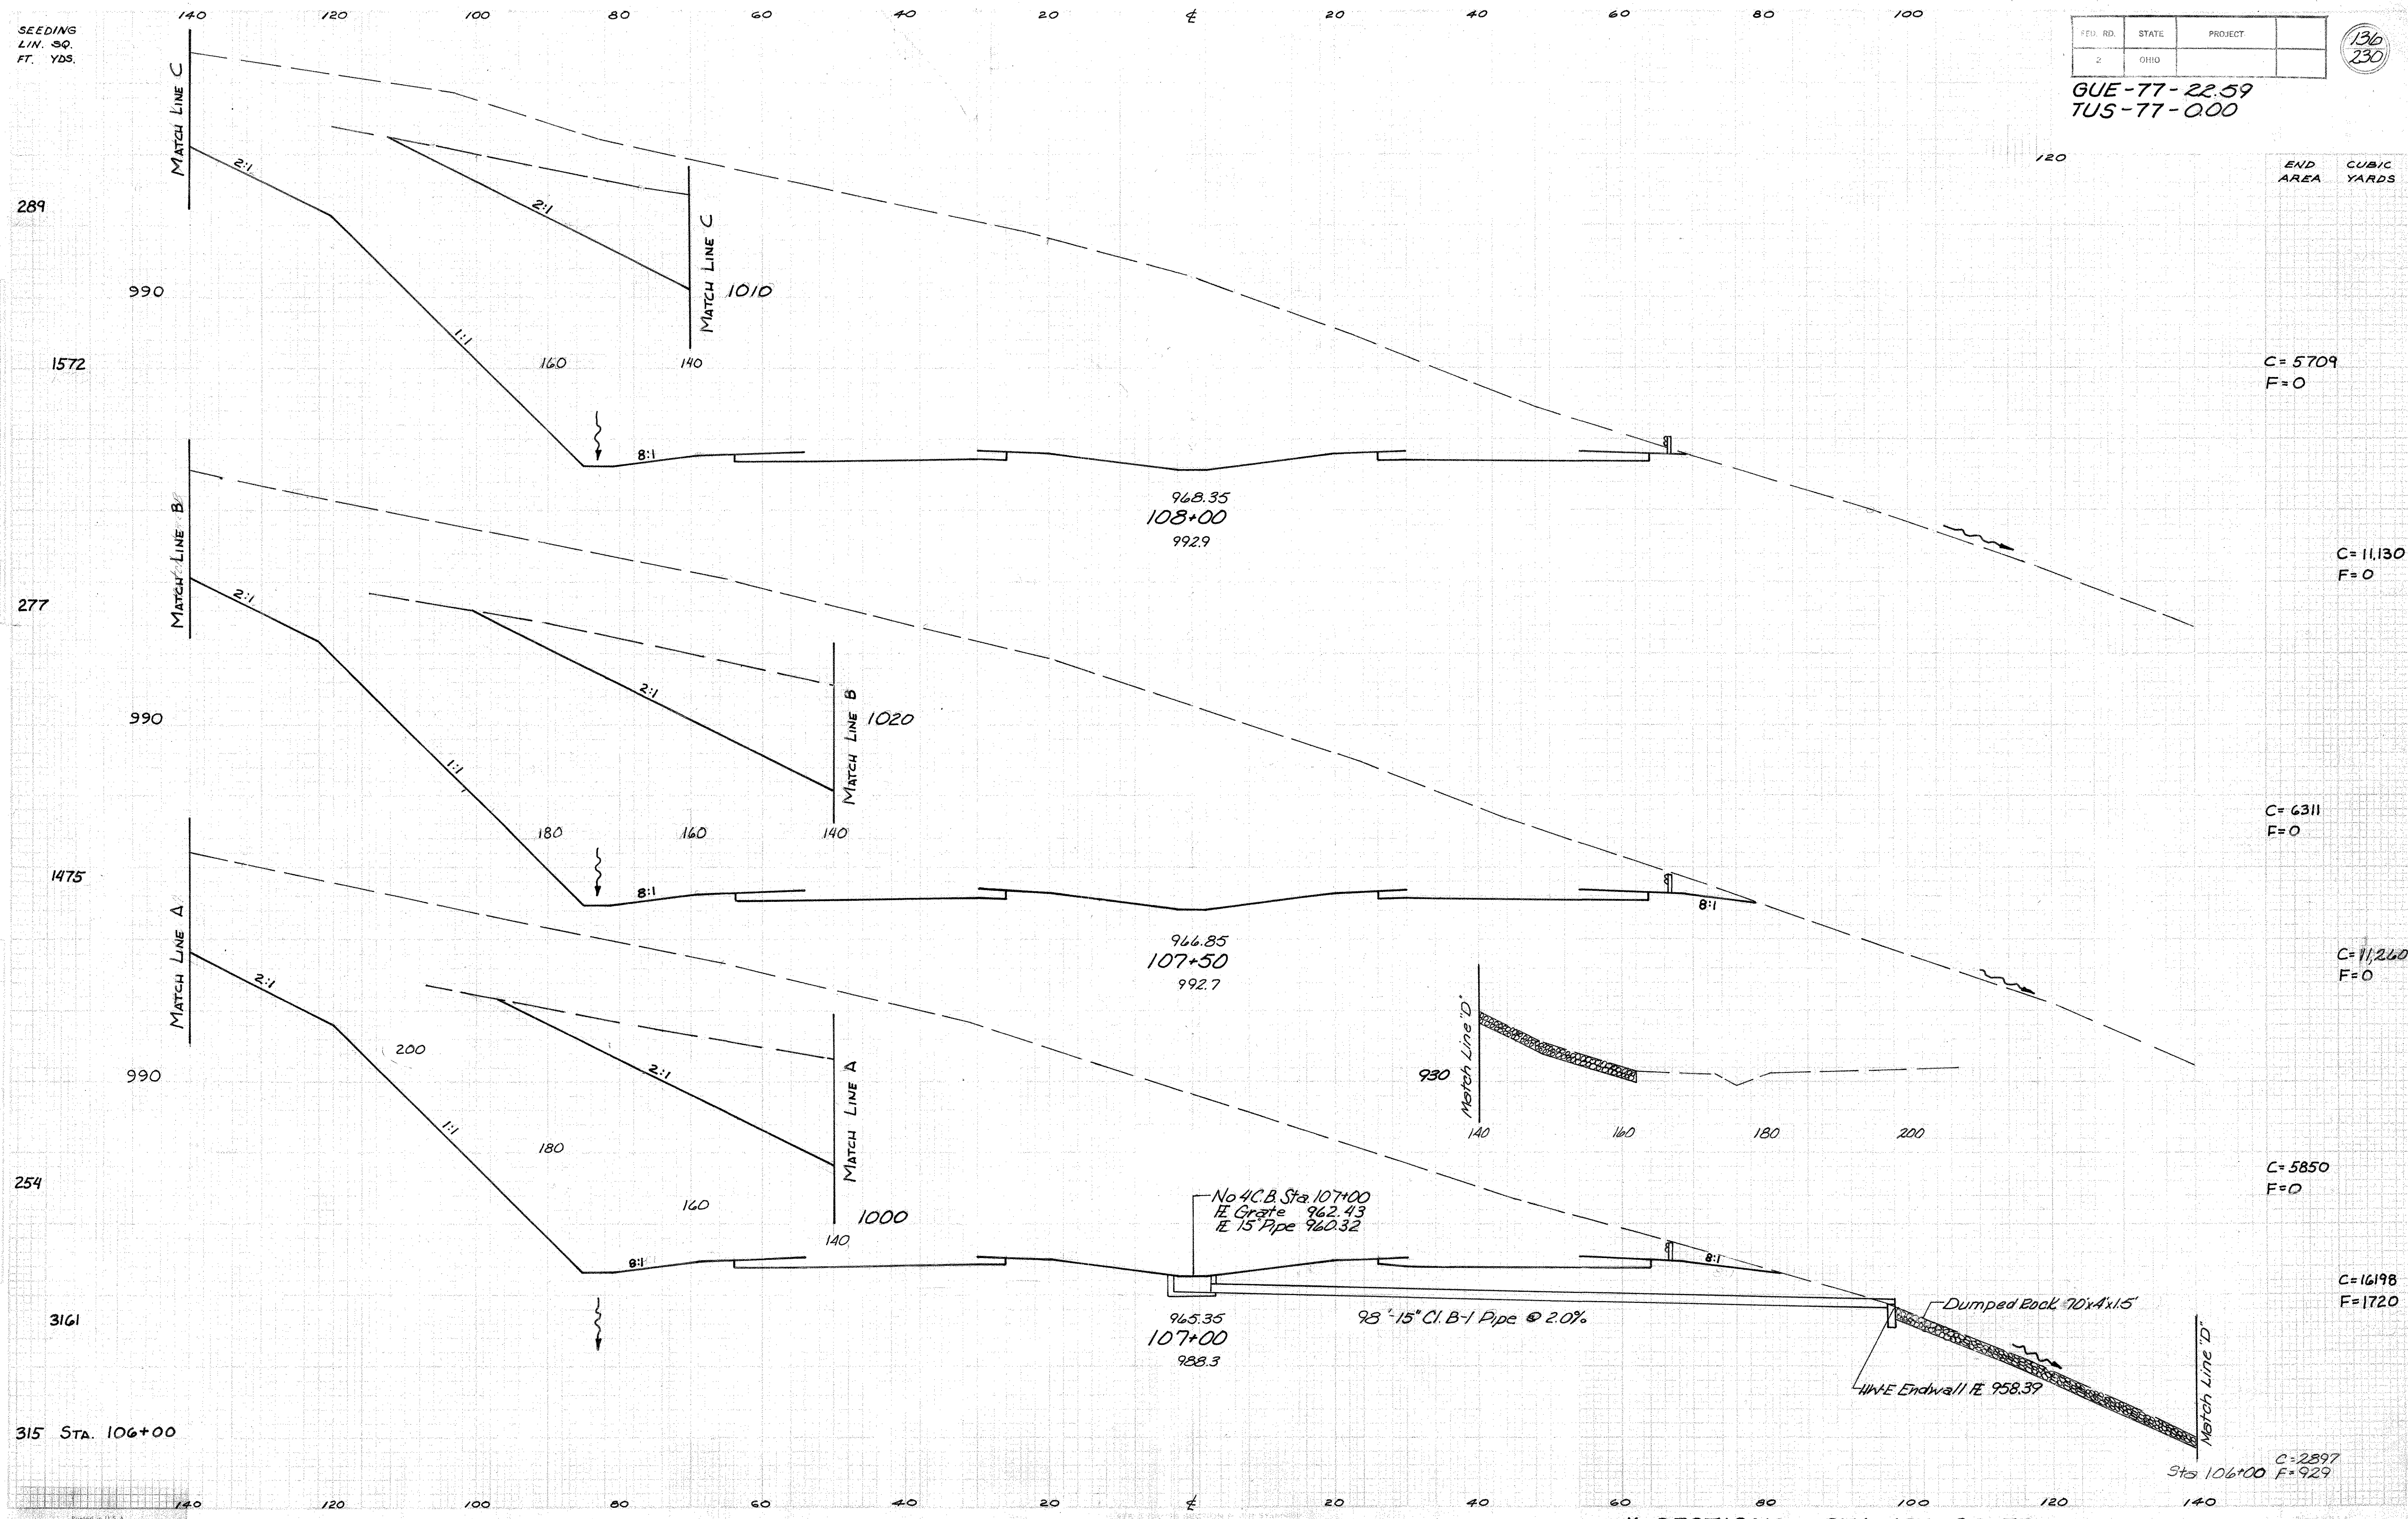 140 120 100 80 60 40 20 ℄ 20 40 60 80 100
SEEDING
LIN. SQ.
FT. YDS.
FED. RD. STATE PROJECT
2 OHIO
136
230
GUE-77-22.59
TUS-77-0.00
120
END CUBIC
AREA YARDS
MATCH LINE C
2:1
289
2:1
MATCH LINE C
990
1010
1:1
1572
160
140
C=5709
F=0
8:1
968.35
108+00
992.9
MATCH LINE B
C=11,130
F=0
2:1
277
2:1
MATCH LINE B
990
1020
1:1
C=6311
F=0
180
160
140
1475
8:1
8:1
966.85
107+50
992.7
MATCH LINE A
C=11,260
F=0
2:1
Match Line "D"
200
2:1
MATCH LINE A
990
930
1:1
180
140 160 180 200
C=5850
F=0
254
160
1000
140
No 4 C.B. Sta. 107+00
FE Grate 962.43
FE 15" Pipe 960.32
8:1
8:1
C=16198
F=1720
3161
965.35
107+00
988.3
98'-15" Cl. B-1 Pipe @ 2.0%
Dumped Rock 70'x4'x1.5'
HW-E Endwall FE 958.39
Match Line "D"
315 STA. 106+00
Sta 106+00
C=2897
F=929
140 120 100 80 60 40 20 ℄ 20 40 60 80 100 120 140